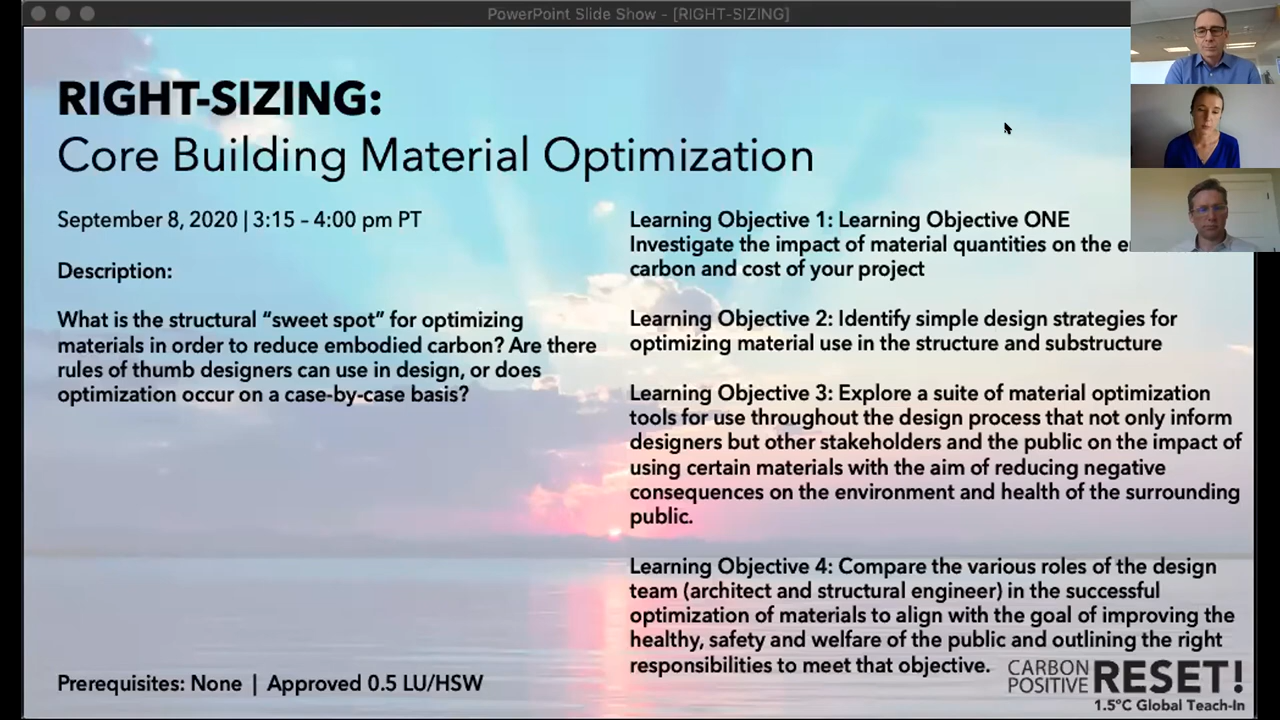 PowerPoint Slide Show - [RIGHT-SIZING]
RIGHT-SIZING:
Core Building Material Optimization
September 8, 2020 | 3:15 – 4:00 pm PT
Description:
What is the structural “sweet spot” for optimizing
materials in order to reduce embodied carbon? Are there
rules of thumb designers can use in design, or does
optimization occur on a case-by-case basis?
Prerequisites: None | Approved 0.5 LU/HSW
Learning Objective 1: Learning Objective ONE
Investigate the impact of material quantities on the
carbon and cost of your project
Learning Objective 2: Identify simple design strategies for
optimizing material use in the structure and substructure
Learning Objective 3: Explore a suite of material optimization
tools for use throughout the design process that not only inform
designers but other stakeholders and the public on the impact of
using certain materials with the aim of reducing negative
consequences on the environment and health of the surrounding
public.
Learning Objective 4: Compare the various roles of the design
team (architect and structural engineer) in the successful
optimization of materials to align with the goal of improving the
healthy, safety and welfare of the public and outlining the right
responsibilities to meet that objective.
CARBON
POSITIVE RESET!
1.5°C Global Teach-In